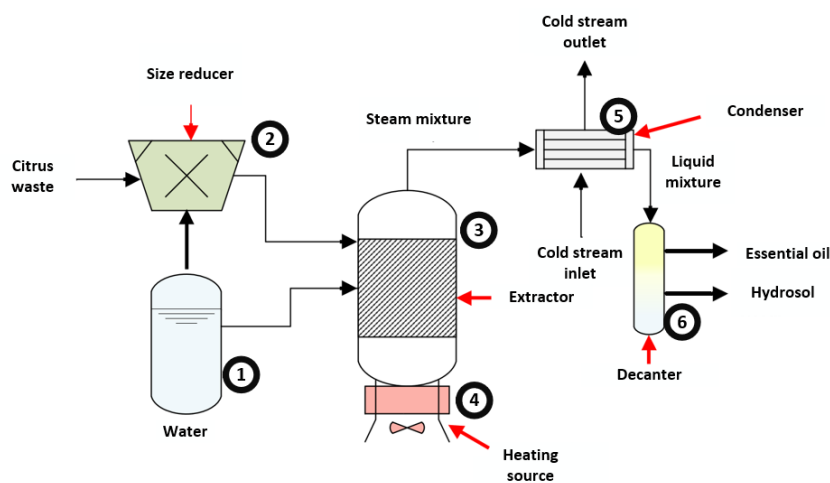 Cold stream
outlet
Size reducer
5
Condenser
2
Steam mixture
Citrus
waste
Liquid
mixture
3
Cold stream
inlet
Essential oil
Hydrosol
Extractor
6
1
Decanter
4
Water
Heating
source